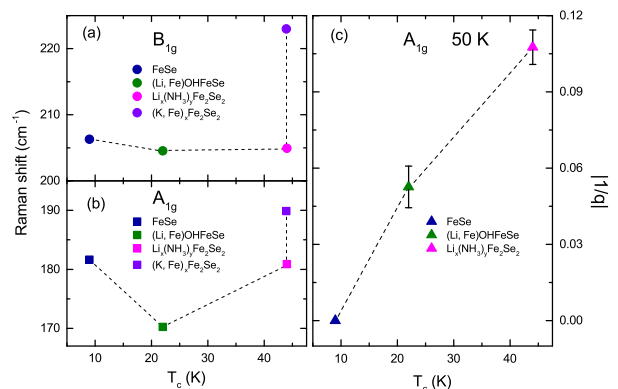 (a)
B1g
FeSe
(Li, Fe)OHFeSe
Lix(NH3)yFe2Se2
(K, Fe)xFe2Se2
220
210
200
Raman shift (cm-1)
(b)
A1g
FeSe
(Li, Fe)OHFeSe
Lix(NH3)yFe2Se2
(K, Fe)xFe2Se2
190
180
170
10 20 30 40
Tc (K)
(c)
A1g 50 K
FeSe
(Li, Fe)OHFeSe
Lix(NH3)yFe2Se2
0.12
0.09
0.06
0.03
0.00
|1/q|
10 20 30 40
Tc (K)